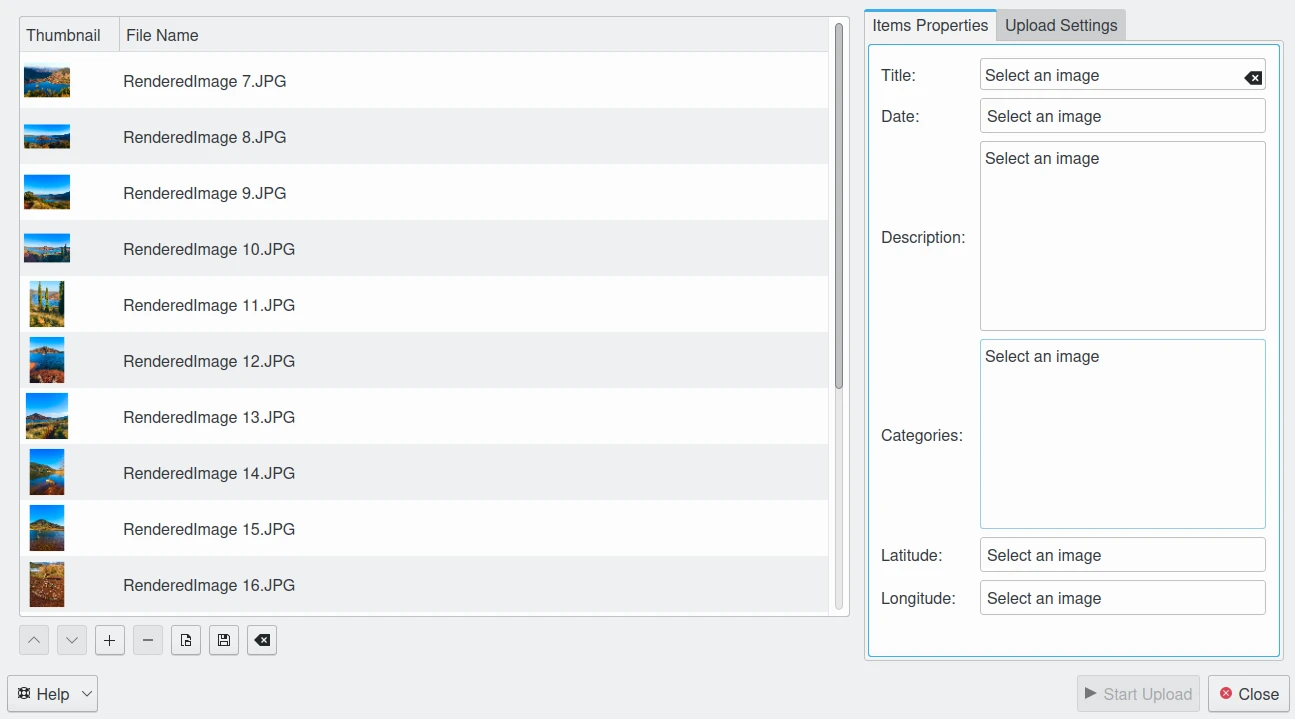 Thumbnail File Name
RenderedImage 7.JPG
RenderedImage 8.JPG
RenderedImage 9.JPG
RenderedImage 10.JPG
RenderedImage 11.JPG
RenderedImage 12.JPG
RenderedImage 13.JPG
RenderedImage 14.JPG
RenderedImage 15.JPG
RenderedImage 16.JPG
Items Properties Upload Settings
Title: Select an image
Date: Select an image
Description: Select an image
Categories: Select an image
Latitude: Select an image
Longitude: Select an image
Help Start Upload Close